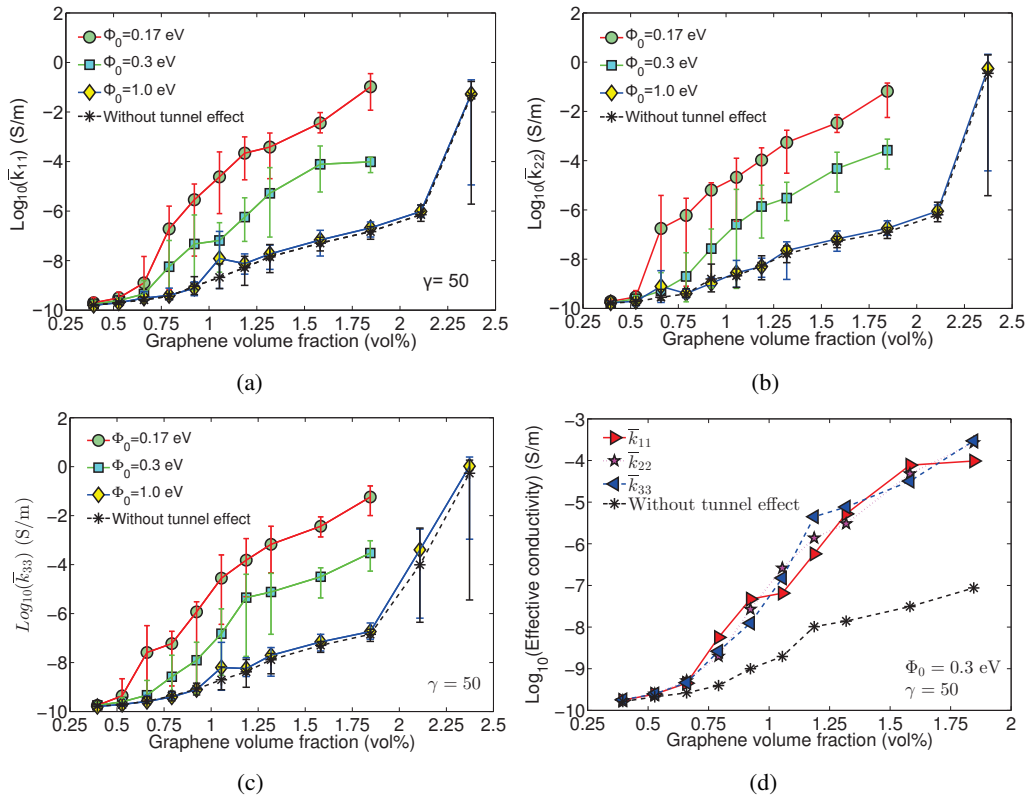 2
0
−2
−4
−6
−8
−10
Log₁₀(k̅₁₁) (S/m)
Φ₀=0.17 eV
Φ₀=0.3 eV
Φ₀=1.0 eV
Without tunnel effect
γ= 50
0.25 0.5 0.75 1 1.25 1.5 1.75 2 2.25 2.5
Graphene volume fraction (vol%)
(a)
2
0
−2
−4
−6
−8
−10
Log₁₀(k̅₂₂) (S/m)
Φ₀=0.17 eV
Φ₀=0.3 eV
Φ₀=1.0 eV
Without tunnel effect
0.25 0.5 0.75 1 1.25 1.5 1.75 2 2.25 2.5
Graphene volume fraction (vol%)
(b)
2
0
−2
−4
−6
−8
−10
Log₁₀(k̅₃₃) (S/m)
Φ₀=0.17 eV
Φ₀=0.3 eV
Φ₀=1.0 eV
Without tunnel effect
γ = 50
0.25 0.5 0.75 1 1.25 1.5 1.75 2 2.25 2.5
Graphene volume fraction (vol%)
(c)
−3
−4
−5
−6
−7
−8
−9
−10
Log₁₀(Effective conductivity) (S/m)
k̅₁₁
k̅₂₂
k̅₃₃
Without tunnel effect
Φ₀ = 0.3 eV
γ = 50
0.25 0.5 0.75 1 1.25 1.5 1.75 2
Graphene volume fraction (vol%)
(d)